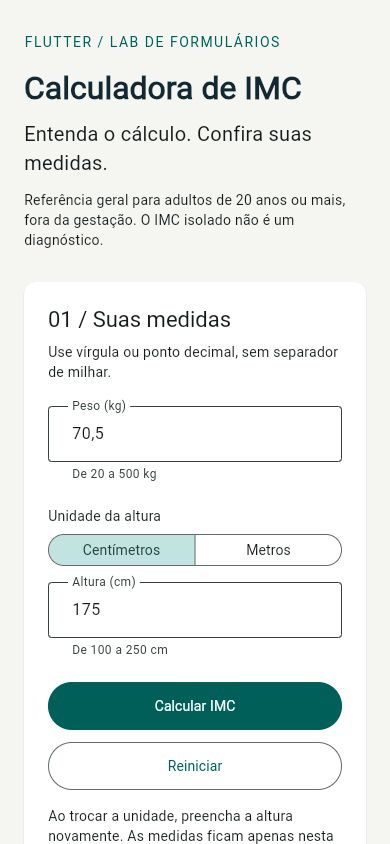 FLUTTER / LAB DE FORMULÁRIOS
Calculadora de IMC
Entenda o cálculo. Confira suas
medidas.
Referência geral para adultos de 20 anos ou mais,
fora da gestação. O IMC isolado não é um
diagnóstico.
01 / Suas medidas
Use vírgula ou ponto decimal, sem separador
de milhar.
Peso (kg)
70,5
De 20 a 500 kg
Unidade da altura
Centímetros Metros
Altura (cm)
175
De 100 a 250 cm
Calcular IMC
Reiniciar
Ao trocar a unidade, preencha a altura
novamente. As medidas ficam apenas nesta